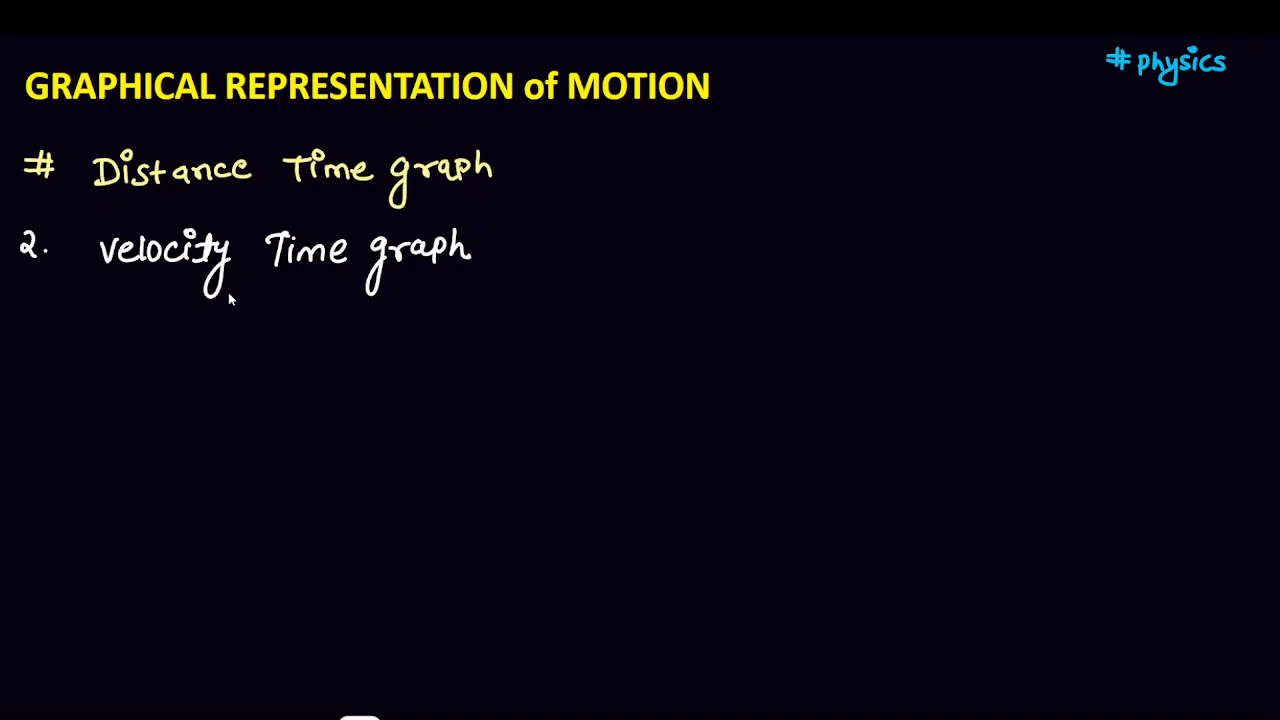 #physics
GRAPHICAL REPRESENTATION of MOTION
# Distance Time graph
2. Velocity Time graph